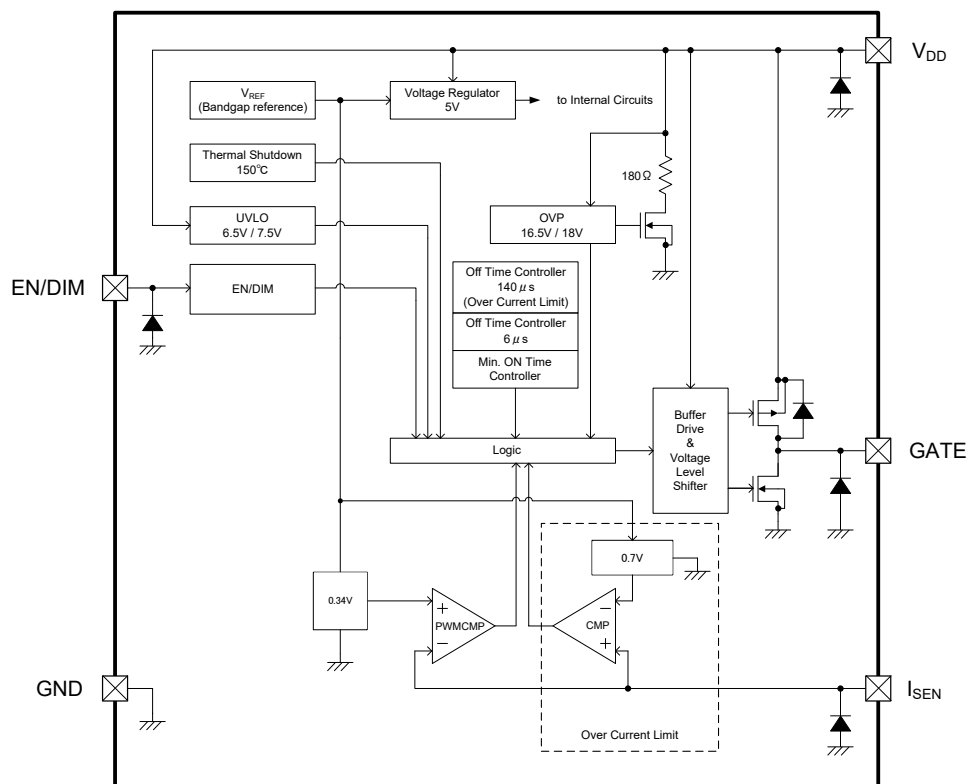 VDD
VREF
(Bandgap reference)
Voltage Regulator
5V
to Internal Circuits
Thermal Shutdown
150℃
180Ω
UVLO
6.5V / 7.5V
OVP
16.5V / 18V
EN/DIM
EN/DIM
Off Time Controller
140μs
(Over Current Limit)
Off Time Controller
6μs
Min. ON Time
Controller
Buffer
Drive
&
Voltage
Level
Shifter
Logic
GATE
0.7V
0.34V
+
PWMCMP
−
−
CMP
+
GND
ISEN
Over Current Limit